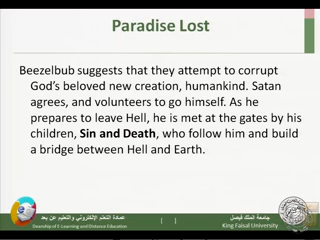 Paradise Lost
Beezelbub suggests that they attempt to corrupt
God's beloved new creation, humankind. Satan
agrees, and volunteers to go himself. As he
prepares to leave Hell, he is met at the gates by his
children, Sin and Death, who follow him and build
a bridge between Hell and Earth.
عمادة التعلم الإلكتروني والتعليم عن بعد
Deanship of E-Learning and Distance Education
[ ]
جامعة الملك فيصل
King Faisal University